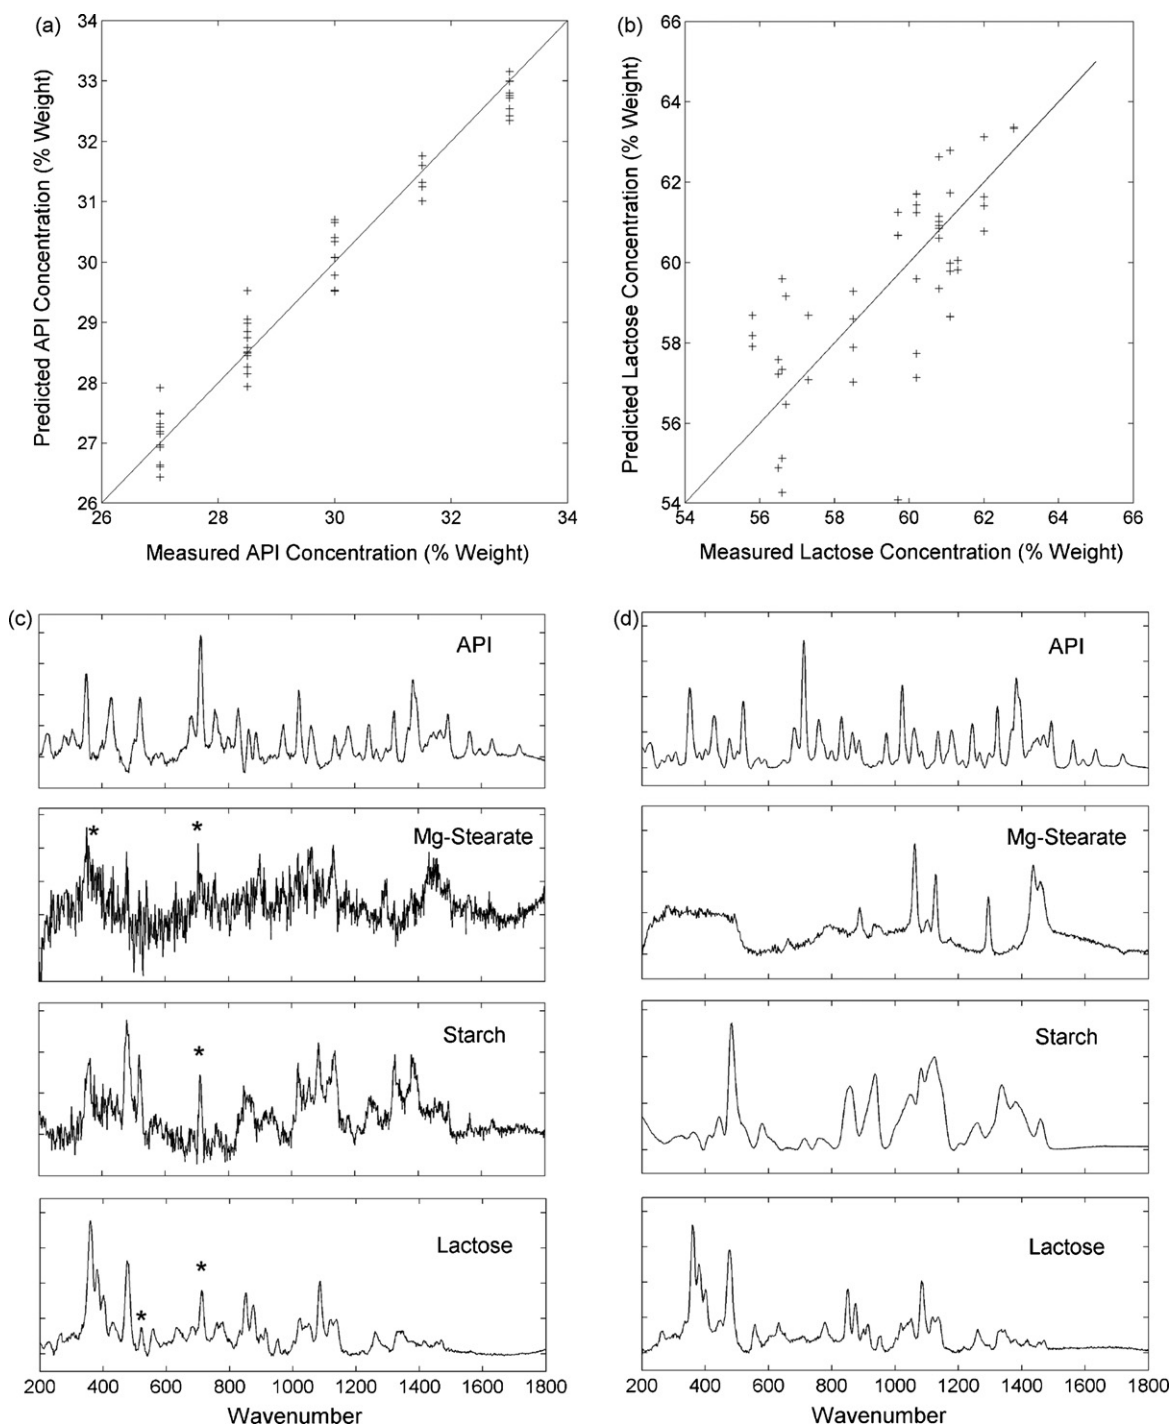 (a)
34
33
32
31
30
29
28
27
26
26 28 30 32 34
Predicted API Concentration (% Weight)
Measured API Concentration (% Weight)
(b)
66
64
62
60
58
56
54
54 56 58 60 62 64 66
Predicted Lactose Concentration (% Weight)
Measured Lactose Concentration (% Weight)
(c)
API
* *
Mg-Stearate
*
Starch
* *
Lactose
200 400 600 800 1000 1200 1400 1600 1800
Wavenumber
(d)
API
Mg-Stearate
Starch
Lactose
200 400 600 800 1000 1200 1400 1600 1800
Wavenumber